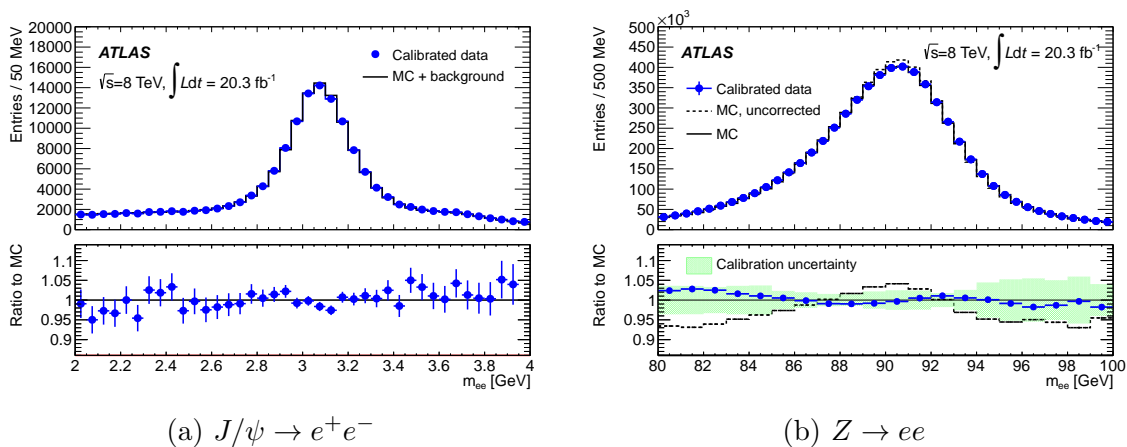 Entries / 50 MeV
20000
18000
16000
14000
12000
10000
8000
6000
4000
2000
0
ATLAS
√s=8 TeV, ∫Ldt = 20.3 fb⁻¹
Calibrated data
MC + background
Ratio to MC
1.1
1.05
1
0.95
0.9
2 2.2 2.4 2.6 2.8 3 3.2 3.4 3.6 3.8 4
m_ee [GeV]
(a) J/ψ → e⁺e⁻
×10³
Entries / 500 MeV
500
450
400
350
300
250
200
150
100
50
0
ATLAS
√s=8 TeV, ∫Ldt = 20.3 fb⁻¹
Calibrated data
MC, uncorrected
MC
Ratio to MC
1.1
1.05
1
0.95
0.9
Calibration uncertainty
80 82 84 86 88 90 92 94 96 98 100
m_ee [GeV]
(b) Z → ee